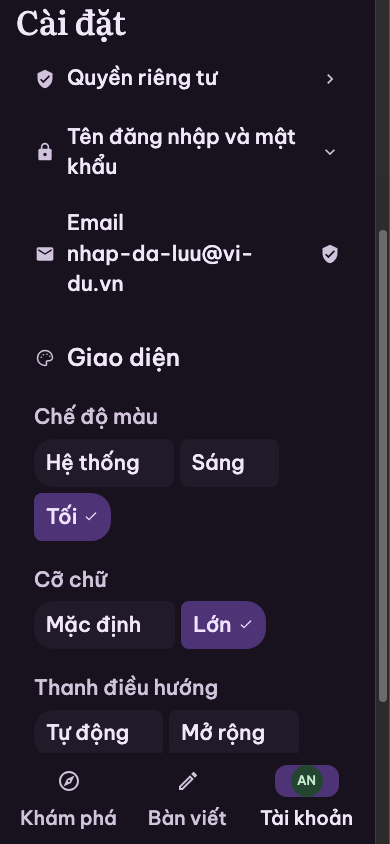 Cài đặt
Quyền riêng tư
Tên đăng nhập và mật
khẩu
Email
nhap-da-luu@vi-
du.vn
Giao diện
Chế độ màu
Hệ thống
Sáng
Tối
Cỡ chữ
Mặc định
Lớn
Thanh điều hướng
Tự động
Mở rộng
AN
Khám phá
Bàn viết
Tài khoản